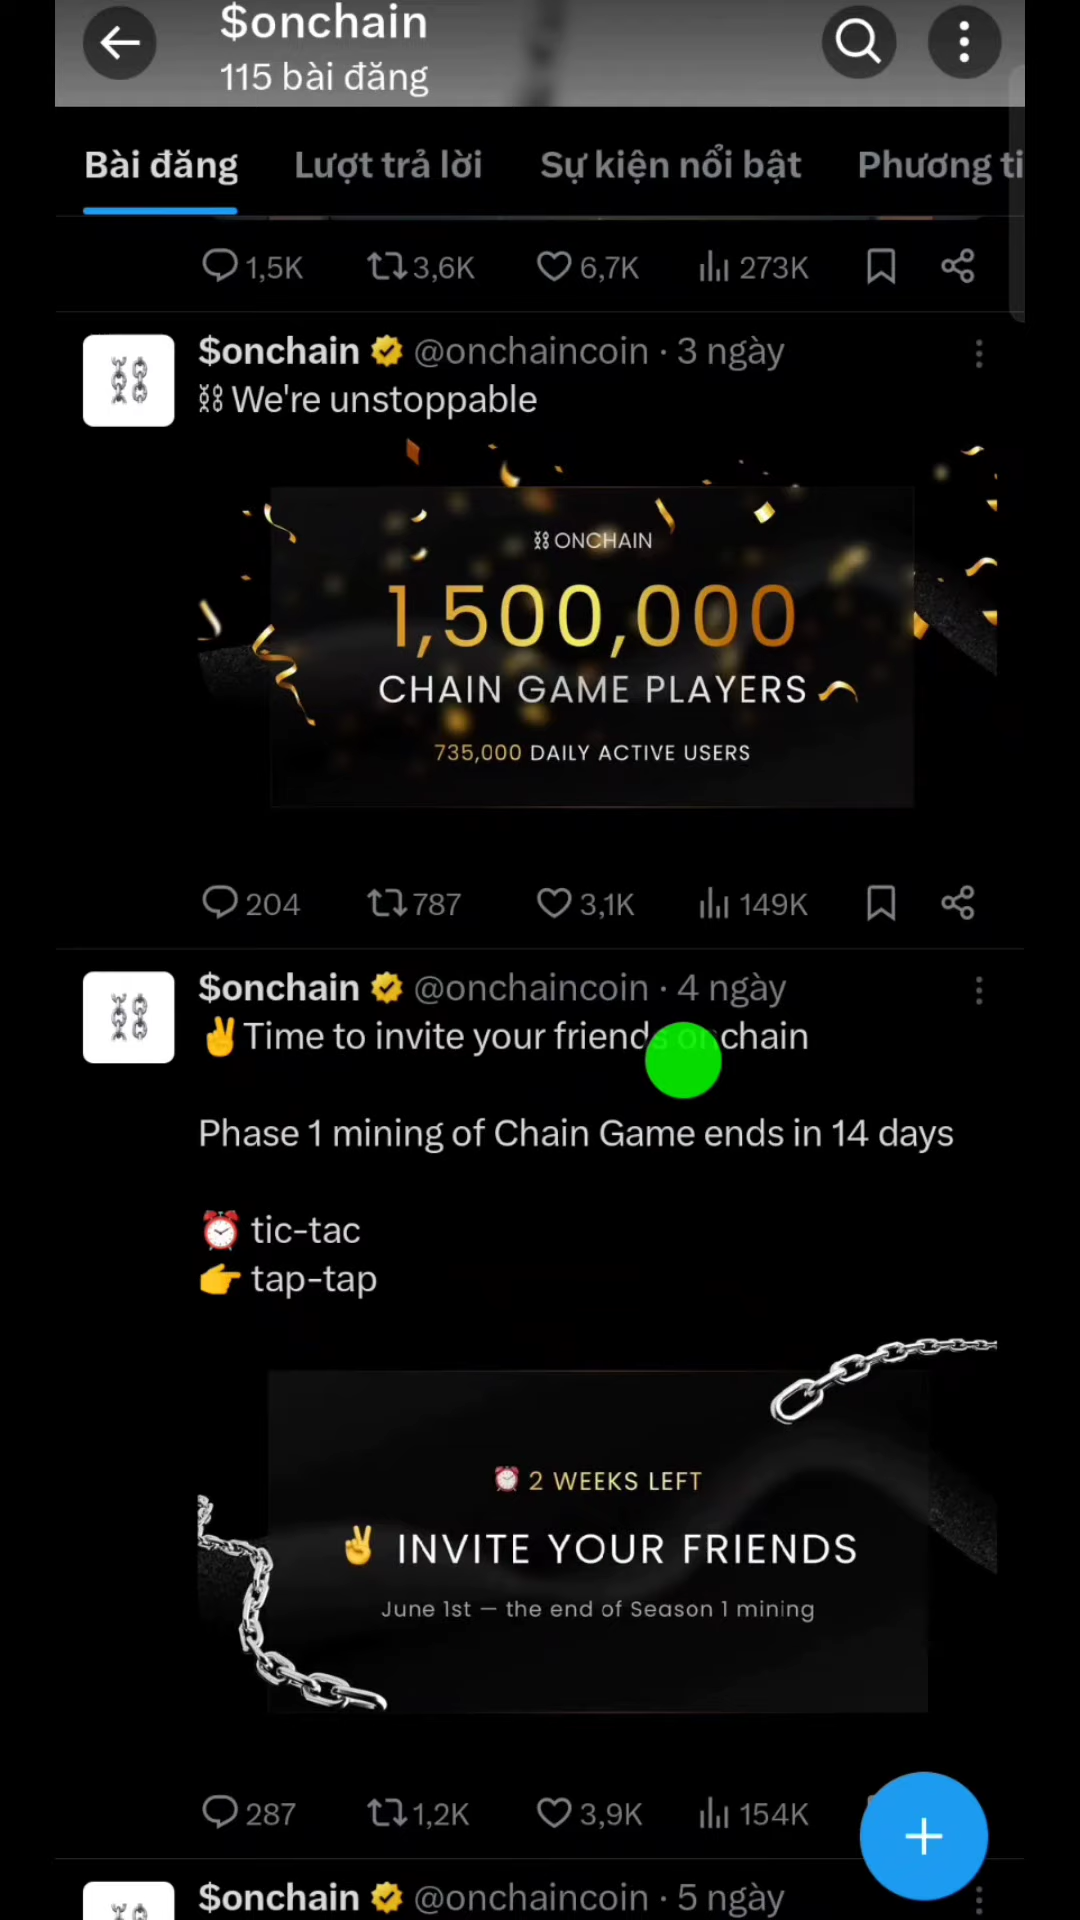 $onchain
115 bài đăng
Bài đăng Lượt trả lời Sự kiện nổi bật Phương ti
1,5K 3,6K 6,7K 273K
$onchain @onchaincoin · 3 ngày
We're unstoppable
ONCHAIN
1,500,000
CHAIN GAME PLAYERS
735,000 DAILY ACTIVE USERS
204 787 3,1K 149K
$onchain @onchaincoin · 4 ngày
✌️Time to invite your friends onchain
Phase 1 mining of Chain Game ends in 14 days
⏰ tic-tac
👉 tap-tap
⏰ 2 WEEKS LEFT
✌️ INVITE YOUR FRIENDS
June 1st — the end of Season 1 mining
287 1,2K 3,9K 154K
$onchain @onchaincoin · 5 ngày